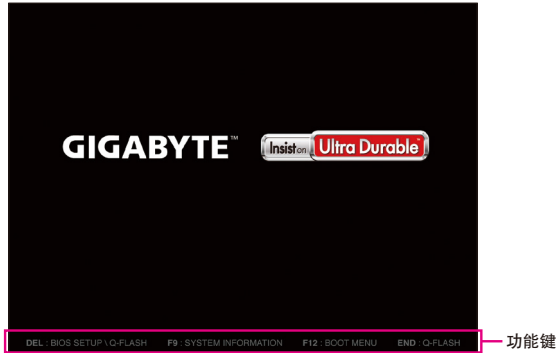 GIGABYTE™
Insist on Ultra Durable™
DEL : BIOS SETUP \ Q-FLASH F9 : SYSTEM INFORMATION F12 : BOOT MENU END : Q-FLASH
功能键